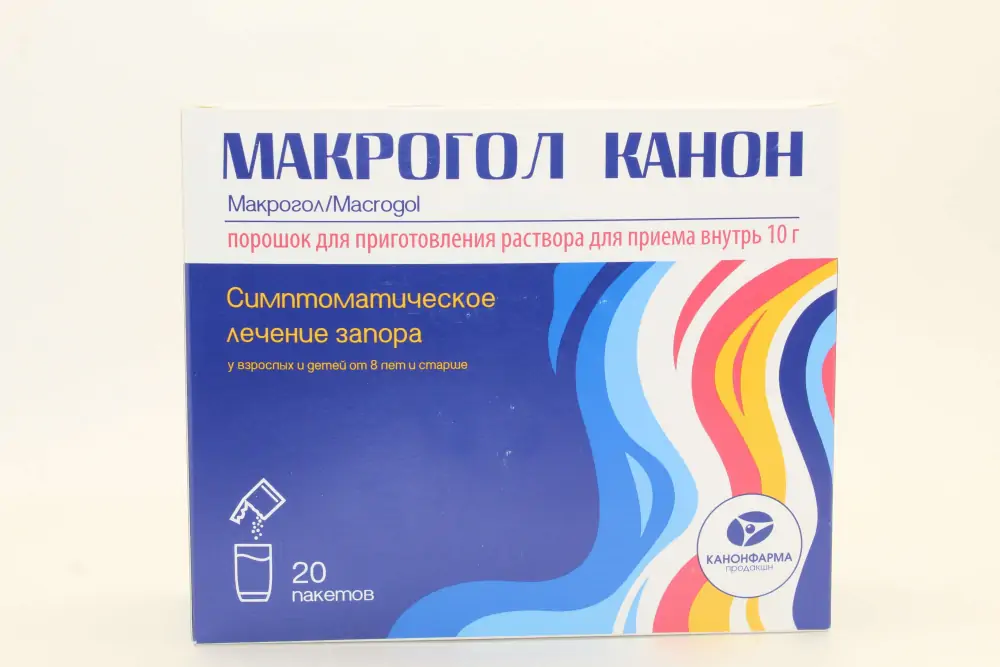 МАКРОГОЛ КАНОН
Макрогол/Macrogol
порошок для приготовления раствора для приема внутрь 10 г
Симптоматическое
лечение запора
у взрослых и детей от 8 лет и старше
20
пакетов
КАНОНФАРМА
продакшн